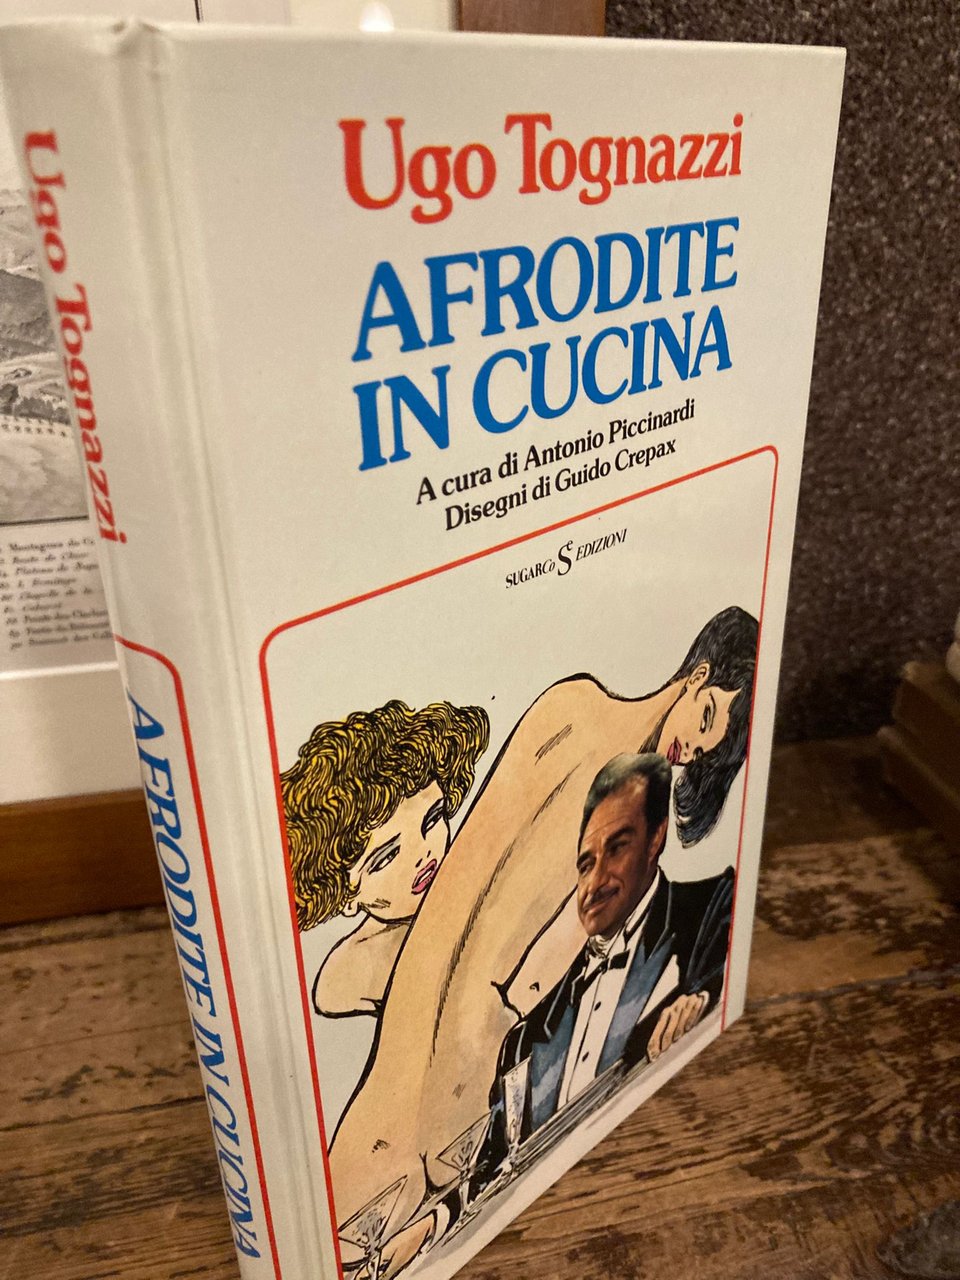 Ugo Tognazzi
AFRODITE
IN CUCINA
A cura di Antonio Piccinardi
Disegni di Guido Crepax
SUGARCo S e EDIZIONI
Ugo Tognazzi
AFRODITE IN CUCINA